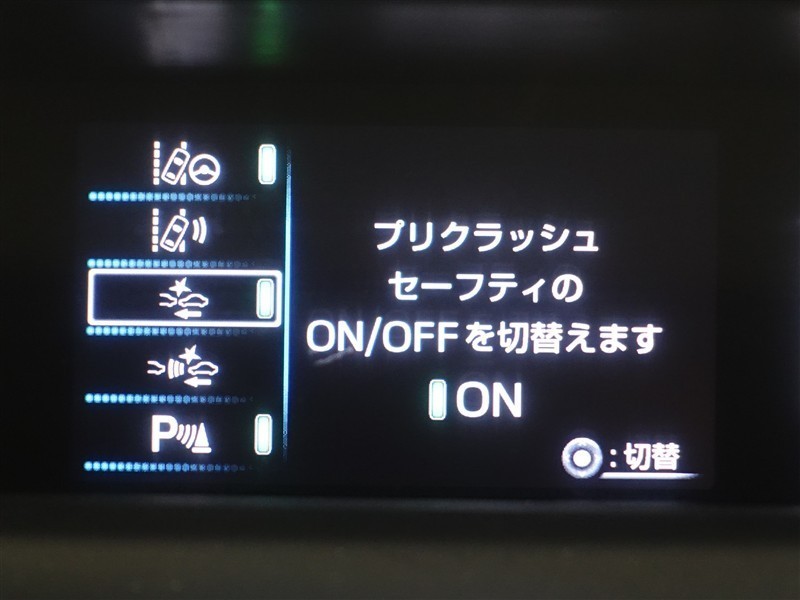 プリクラッシュ
セーフティの
ON/OFFを切替えます
ON
:切替
P